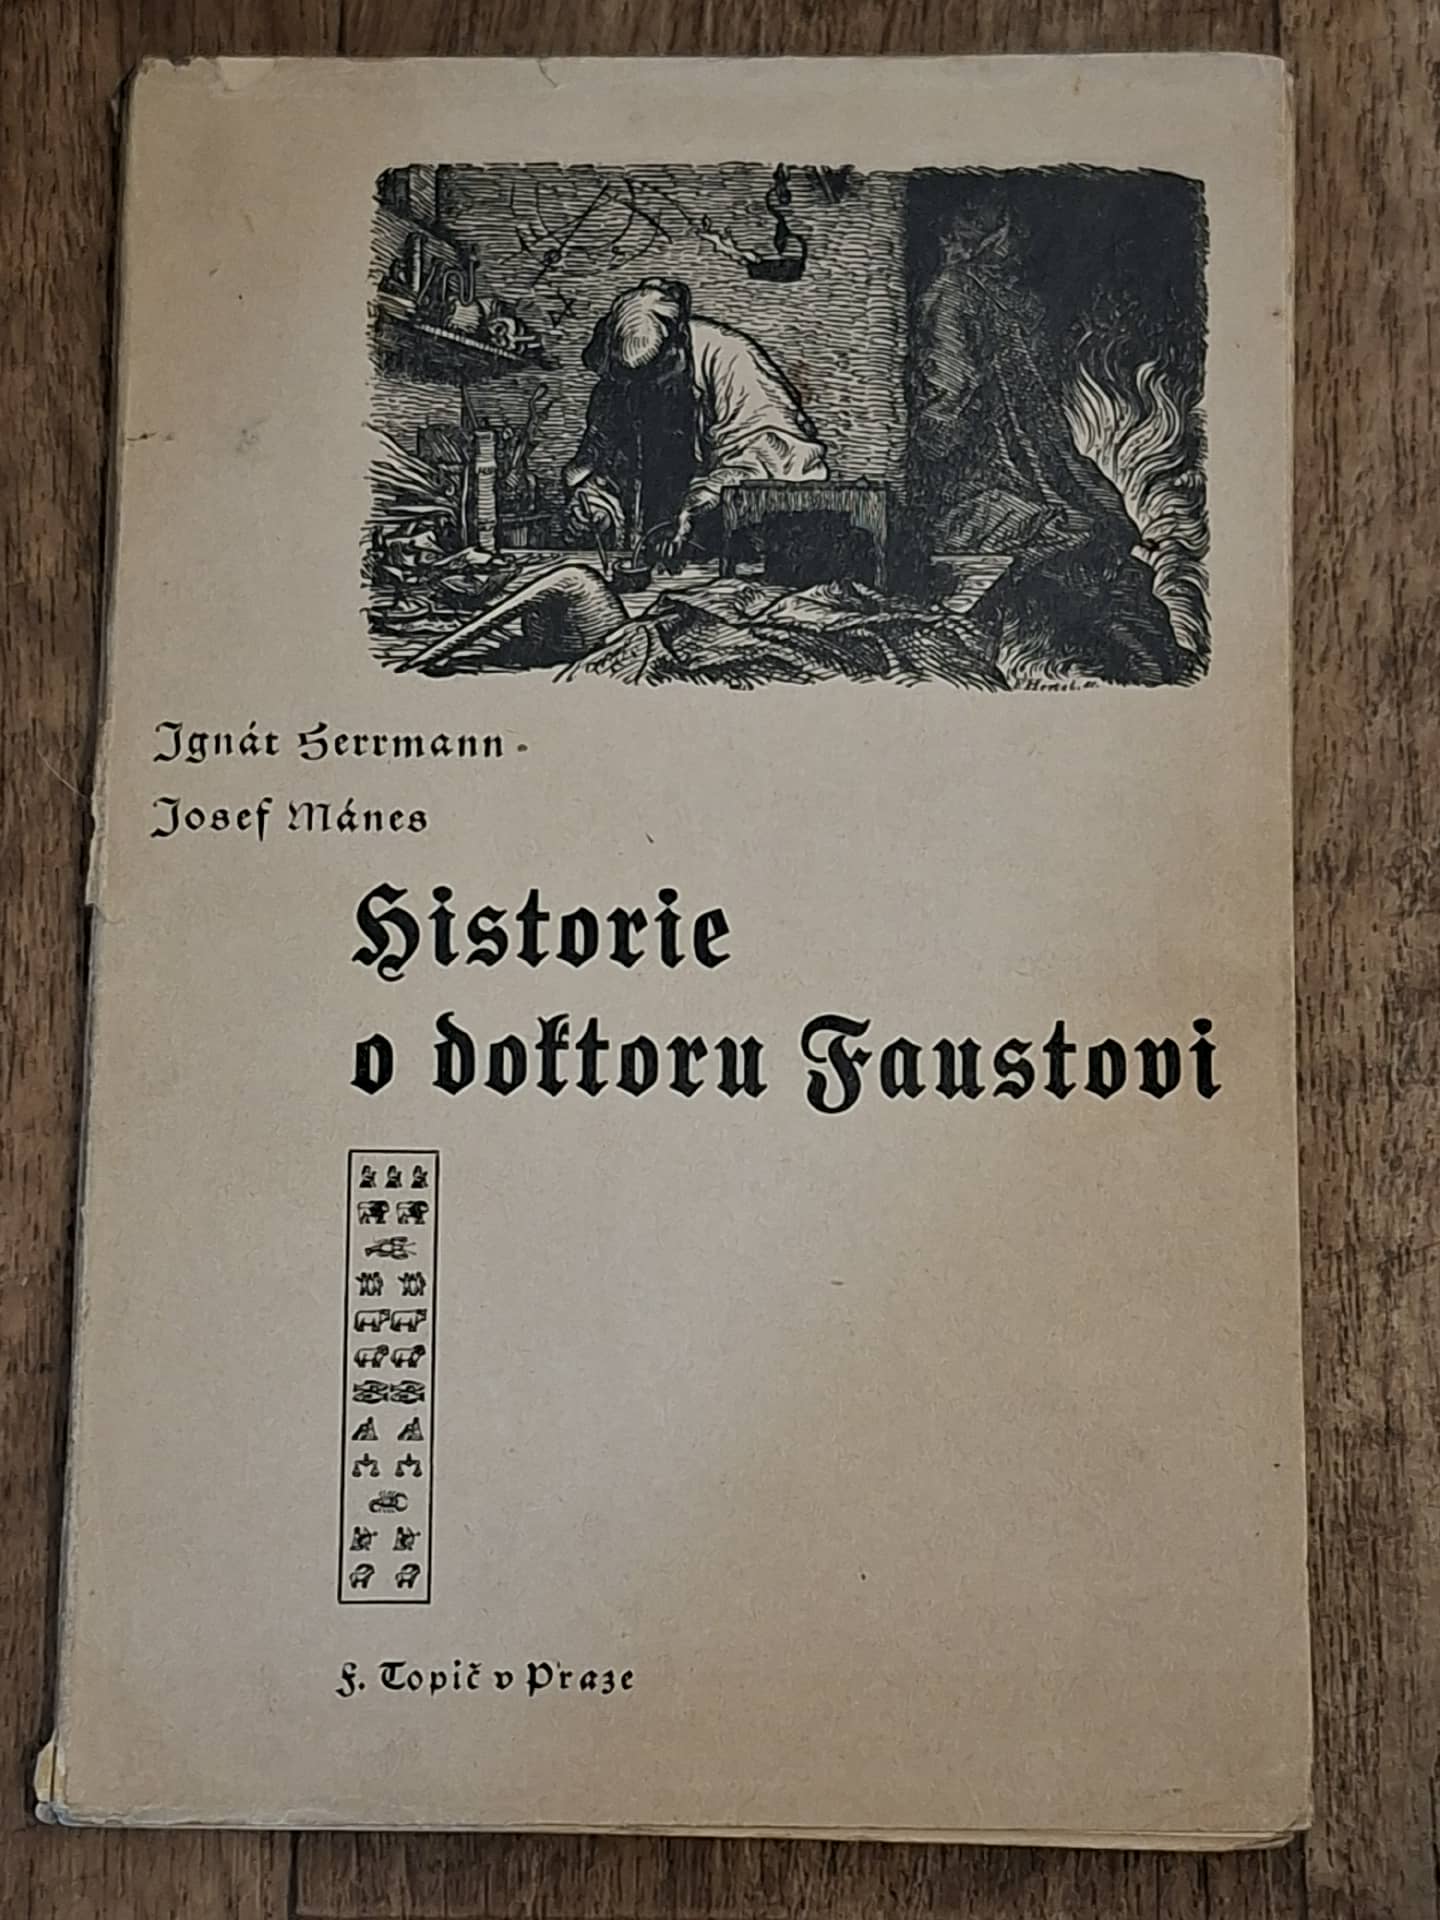 Ignát Herrmann
Josef Mánes
Historie
o doktoru Faustovi
F. Topič v Praze